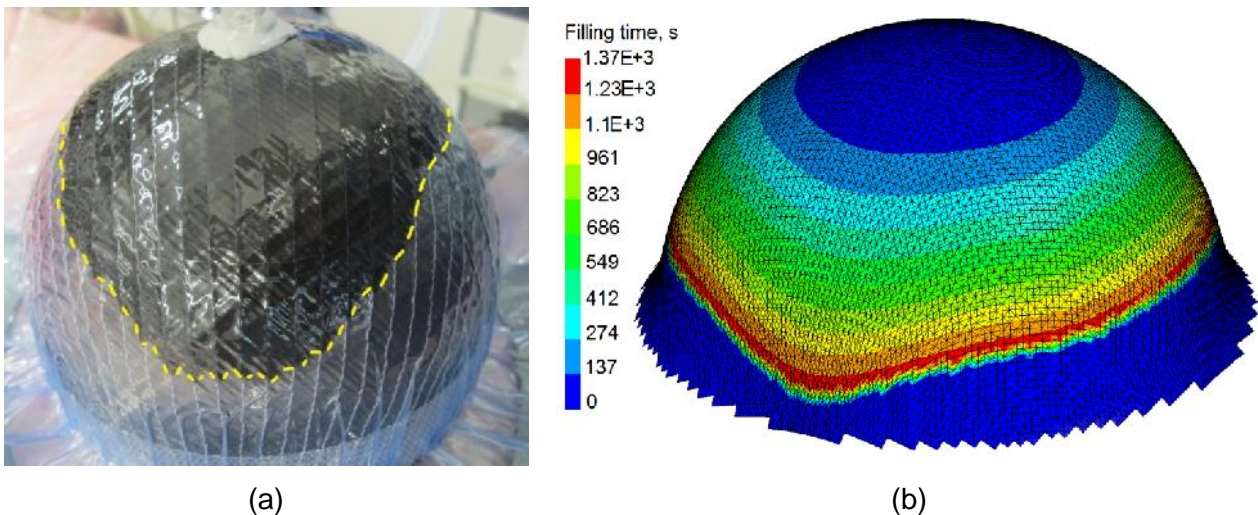 Filling time, s
1.37E+3
1.23E+3
1.1E+3
961
823
686
549
412
274
137
0
(a)
(b)